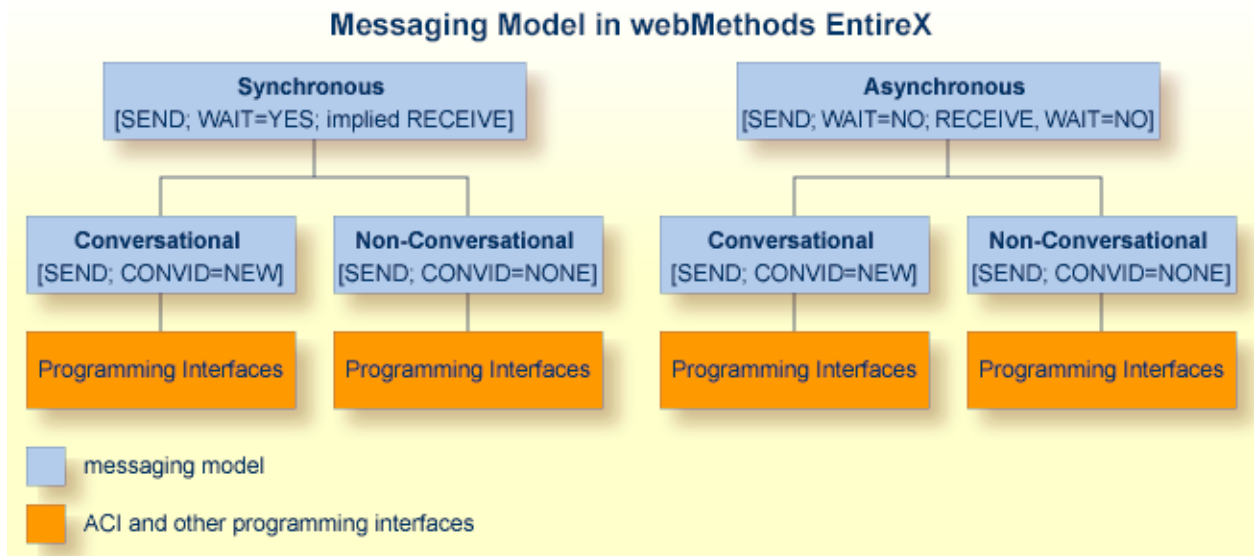 Messaging Model in webMethods EntireX
Synchronous
[SEND; WAIT=YES; implied RECEIVE]
Asynchronous
[SEND; WAIT=NO; RECEIVE, WAIT=NO]
Conversational
[SEND; CONVID=NEW]
Non-Conversational
[SEND; CONVID=NONE]
Conversational
[SEND; CONVID=NEW]
Non-Conversational
[SEND; CONVID=NONE]
Programming Interfaces
Programming Interfaces
Programming Interfaces
Programming Interfaces
messaging model
ACI and other programming interfaces